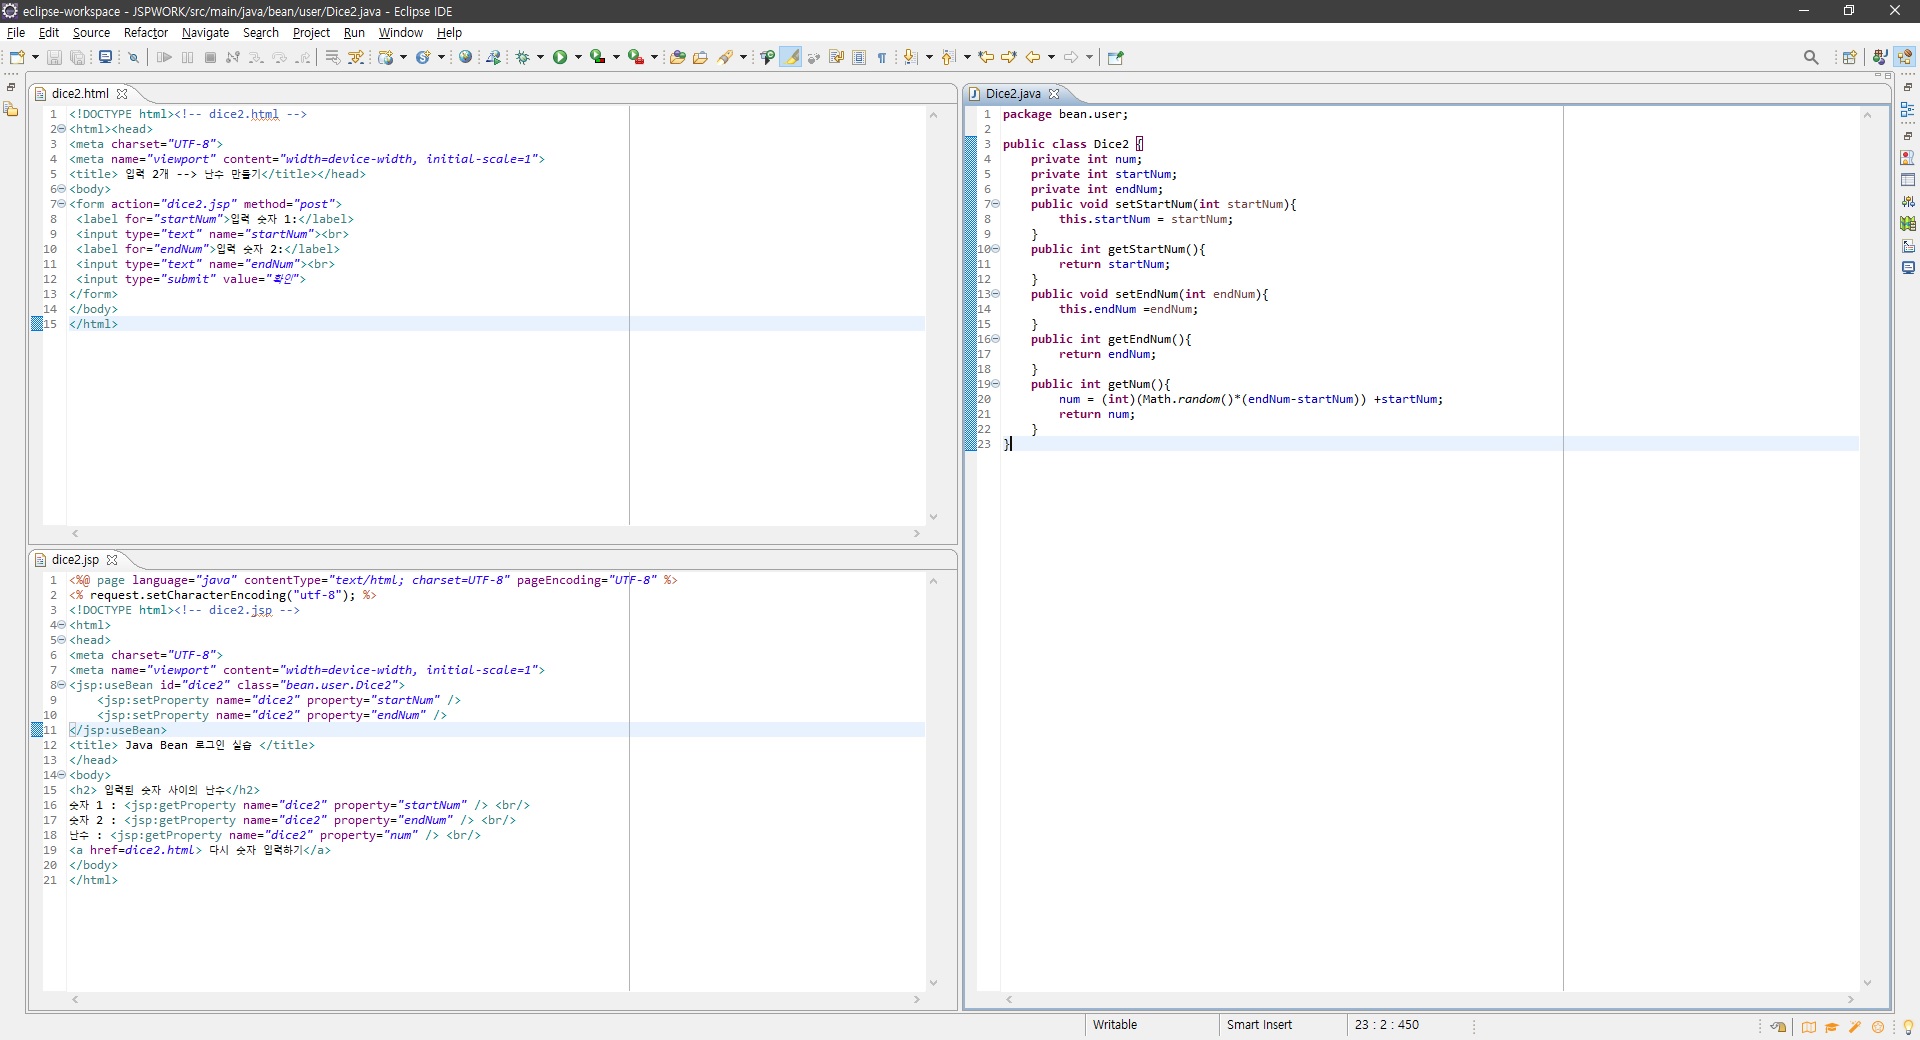 eclipse-workspace - JSPWORK/src/main/java/bean/user/Dice2.java - Eclipse IDE
File Edit Source Refactor Navigate Search Project Run Window Help
dice2.html
1 <!DOCTYPE html><!-- dice2.html -->
2 <html><head>
3 <meta charset="UTF-8">
4 <meta name="viewport" content="width=device-width, initial-scale=1">
5 <title> 입력 2개 --> 난수 만들기</title></head>
6 <body>
7 <form action="dice2.jsp" method="post">
8 <label for="startNum">입력 숫자 1:</label>
9 <input type="text" name="startNum"><br>
10 <label for="endNum">입력 숫자 2:</label>
11 <input type="text" name="endNum"><br>
12 <input type="submit" value="확인">
13 </form>
14 </body>
15 </html>
dice2.jsp
1 <%@ page language="java" contentType="text/html; charset=UTF-8" pageEncoding="UTF-8" %>
2 <% request.setCharacterEncoding("utf-8"); %>
3 <!DOCTYPE html><!-- dice2.jsp -->
4 <html>
5 <head>
6 <meta charset="UTF-8">
7 <meta name="viewport" content="width=device-width, initial-scale=1">
8 <jsp:useBean id="dice2" class="bean.user.Dice2">
9 <jsp:setProperty name="dice2" property="startNum" />
10 <jsp:setProperty name="dice2" property="endNum" />
11 </jsp:useBean>
12 <title> Java Bean 로그인 실습 </title>
13 </head>
14 <body>
15 <h2> 입력된 숫자 사이의 난수</h2>
16 숫자 1 : <jsp:getProperty name="dice2" property="startNum" /> <br/>
17 숫자 2 : <jsp:getProperty name="dice2" property="endNum" /> <br/>
18 난수 : <jsp:getProperty name="dice2" property="num" /> <br/>
19 <a href=dice2.html> 다시 숫자 입력하기</a>
20 </body>
21 </html>
Dice2.java
1 package bean.user;
2
3 public class Dice2 {
4 private int num;
5 private int startNum;
6 private int endNum;
7 public void setStartNum(int startNum){
8 this.startNum = startNum;
9 }
10 public int getStartNum(){
11 return startNum;
12 }
13 public void setEndNum(int endNum){
14 this.endNum =endNum;
15 }
16 public int getEndNum(){
17 return endNum;
18 }
19 public int getNum(){
20 num = (int)(Math.random()*(endNum-startNum)) +startNum;
21 return num;
22 }
23 }
Writable Smart Insert 23 : 2 : 450